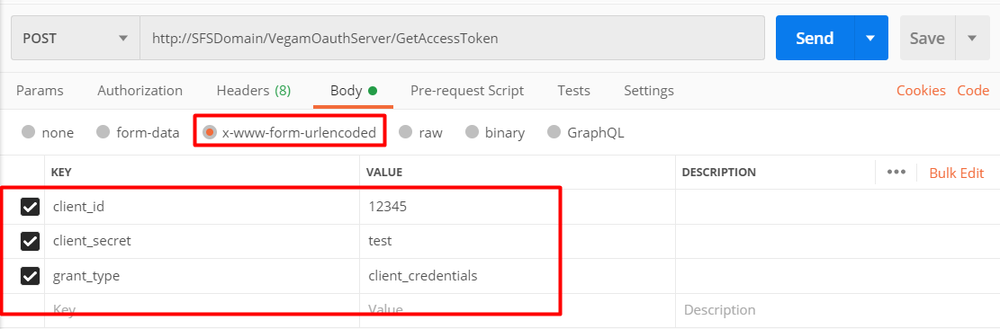 POST http://SFSDomain/VegamOauthServer/GetAccessToken Send Save
Params Authorization Headers (8) Body Pre-request Script Tests Settings Cookies Code
none form-data x-www-form-urlencoded raw binary GraphQL
KEY VALUE DESCRIPTION Bulk Edit
client_id 12345
client_secret test
grant_type client_credentials
Key Value Description